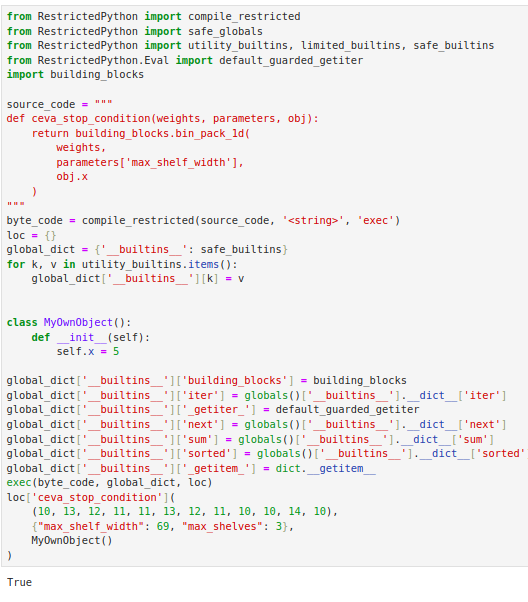 from RestrictedPython import compile_restricted
from RestrictedPython import safe_globals
from RestrictedPython import utility_builtins, limited_builtins, safe_builtins
from RestrictedPython.Eval import default_guarded_getiter
import building_blocks

source_code = """
def ceva_stop_condition(weights, parameters, obj):
    return building_blocks.bin_pack_1d(
        weights,
        parameters['max_shelf_width'],
        obj.x
    )
"""
byte_code = compile_restricted(source_code, '<string>', 'exec')
loc = {}
global_dict = {'__builtins__': safe_builtins}
for k, v in utility_builtins.items():
    global_dict['__builtins__'][k] = v


class MyOwnObject():
    def __init__(self):
        self.x = 5

global_dict['__builtins__']['building_blocks'] = building_blocks
global_dict['__builtins__']['iter'] = globals()['__builtins__'].__dict__['iter']
global_dict['__builtins__']['_getiter_'] = default_guarded_getiter
global_dict['__builtins__']['next'] = globals()['__builtins__'].__dict__['next']
global_dict['__builtins__']['sum'] = globals()['__builtins__'].__dict__['sum']
global_dict['__builtins__']['sorted'] = globals()['__builtins__'].__dict__['sorted'
global_dict['__builtins__']['_getitem_'] = dict.__getitem__
exec(byte_code, global_dict, loc)
loc['ceva_stop_condition'](
    (10, 13, 12, 11, 11, 13, 12, 11, 10, 10, 14, 10),
    {"max_shelf_width": 69, "max_shelves": 3},
    MyOwnObject()
)
True